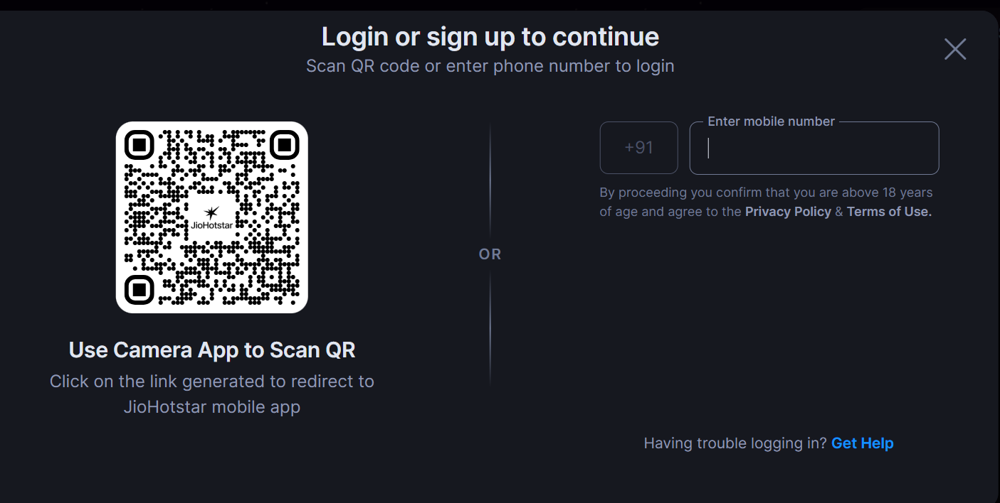 Login or sign up to continue
Scan QR code or enter phone number to login
JioHotstar
Use Camera App to Scan QR
Click on the link generated to redirect to
JioHotstar mobile app
OR
Enter mobile number
+91
By proceeding you confirm that you are above 18 years
of age and agree to the Privacy Policy & Terms of Use.
Having trouble logging in? Get Help